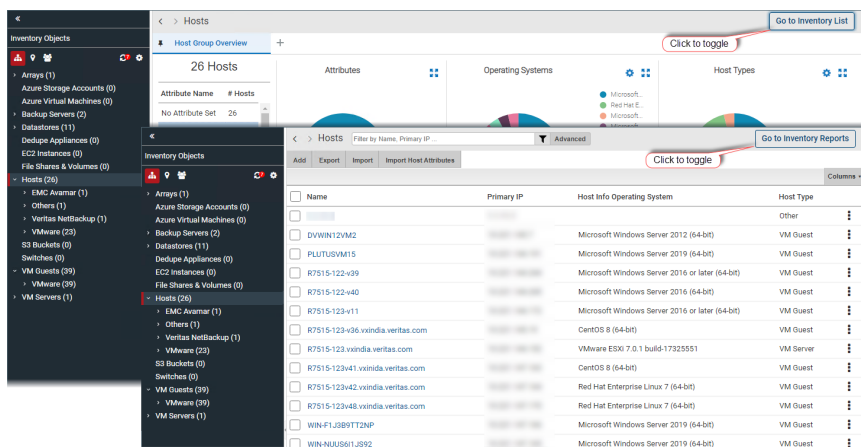 «
< > Hosts
Go to Inventory List
Inventory Objects
Host Group Overview
+
Click to toggle
7
Arrays (1)
Azure Storage Accounts (0)
Azure Virtual Machines (0)
Backup Servers (2)
Datastores (11)
Dedupe Appliances (0)
EC2 Instances (0)
File Shares & Volumes (0)
Hosts (26)
EMC Avamar (1)
Others (1)
Veritas NetBackup (1)
VMware (23)
S3 Buckets (0)
Switches (0)
VM Guests (39)
VMware (39)
VM Servers (1)
26 Hosts
Attribute Name # Hosts
No Attribute Set 26
Attributes
Operating Systems
Microsoft...
Red Hat E...
Microsoft...
Host Types
«
Inventory Objects
Arrays (1)
Azure Storage Accounts (0)
Azure Virtual Machines (0)
Backup Servers (2)
Datastores (11)
Dedupe Appliances (0)
EC2 Instances (0)
File Shares & Volumes (0)
Hosts (26)
EMC Avamar (1)
Others (1)
Veritas NetBackup (1)
VMware (23)
S3 Buckets (0)
Switches (0)
VM Guests (39)
VMware (39)
VM Servers (1)
< > Hosts Filter by Name, Primary IP ... Advanced
Go to Inventory Reports
Add Export Import Import Host Attributes
Click to toggle
Columns
Name Primary IP Host Info Operating System Host Type
Other
DVWIN12VM2 Microsoft Windows Server 2012 (64-bit) VM Guest
PLUTUSVM15 Microsoft Windows Server 2019 (64-bit) VM Guest
R7515-122-v39 Microsoft Windows Server 2016 or later (64-bit) VM Guest
R7515-122-v40 Microsoft Windows Server 2016 (64-bit) VM Guest
R7515-123-v11 Microsoft Windows Server 2016 or later (64-bit) VM Guest
R7515-123-v36.vxindia.veritas.com CentOS 8 (64-bit) VM Guest
R7515-123.vxindia.veritas.com VMware ESXi 7.0.1 build-17325551 VM Server
R7515-123v41.vxinida.veritas.com CentOS 8 (64-bit) VM Guest
R7515-123v42.vxindia.veritas.com Red Hat Enterprise Linux 7 (64-bit) VM Guest
R7515-123v48.vxindia.veritas.com Red Hat Enterprise Linux 7 (64-bit) VM Guest
WIN-F1J3B9TT2NP Microsoft Windows Server 2019 (64-bit) VM Guest
WIN-NUUS6I1JS92 Microsoft Windows Server 2019 (64-bit) VM Guest